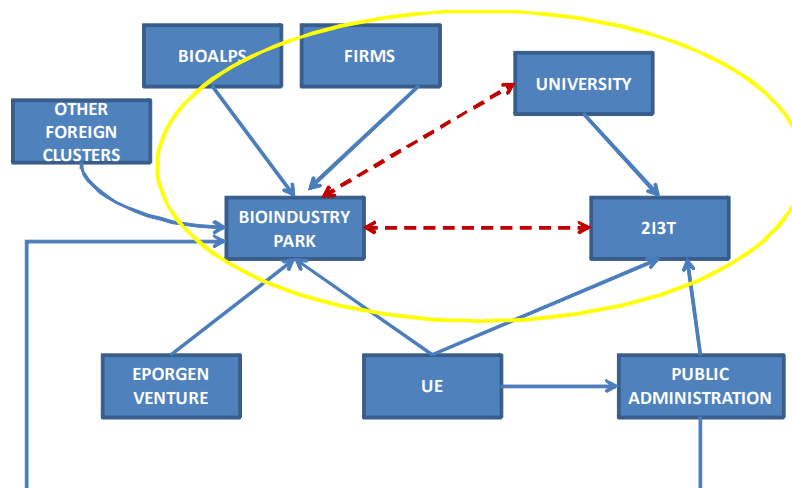 BIOALPS
FIRMS
UNIVERSITY
OTHER
FOREIGN
CLUSTERS
BIOINDUSTRY
PARK
2I3T
EPORGEN
VENTURE
UE
PUBLIC
ADMINISTRATION